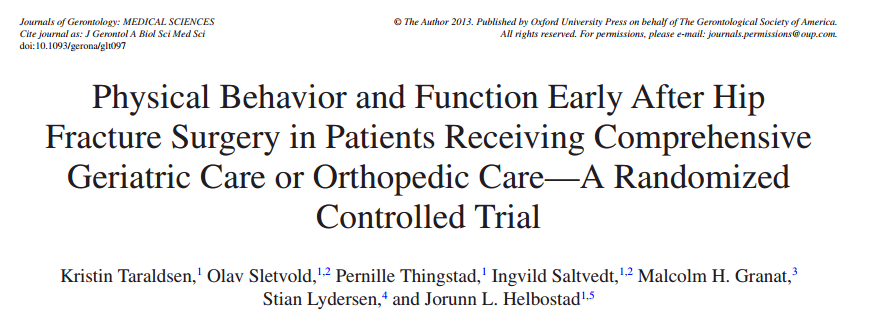 Journals of Gerontology: MEDICAL SCIENCES
Cite journal as: J Gerontol A Biol Sci Med Sci
doi:10.1093/gerona/glt097
© The Author 2013. Published by Oxford University Press on behalf of The Gerontological Society of America.
All rights reserved. For permissions, please e-mail: journals.permissions@oup.com.
Physical Behavior and Function Early After Hip
Fracture Surgery in Patients Receiving Comprehensive
Geriatric Care or Orthopedic Care—A Randomized
Controlled Trial
Kristin Taraldsen,1 Olav Sletvold,1,2 Pernille Thingstad,1 Ingvild Saltvedt,1,2 Malcolm H. Granat,3
Stian Lydersen,4 and Jorunn L. Helbostad1,5